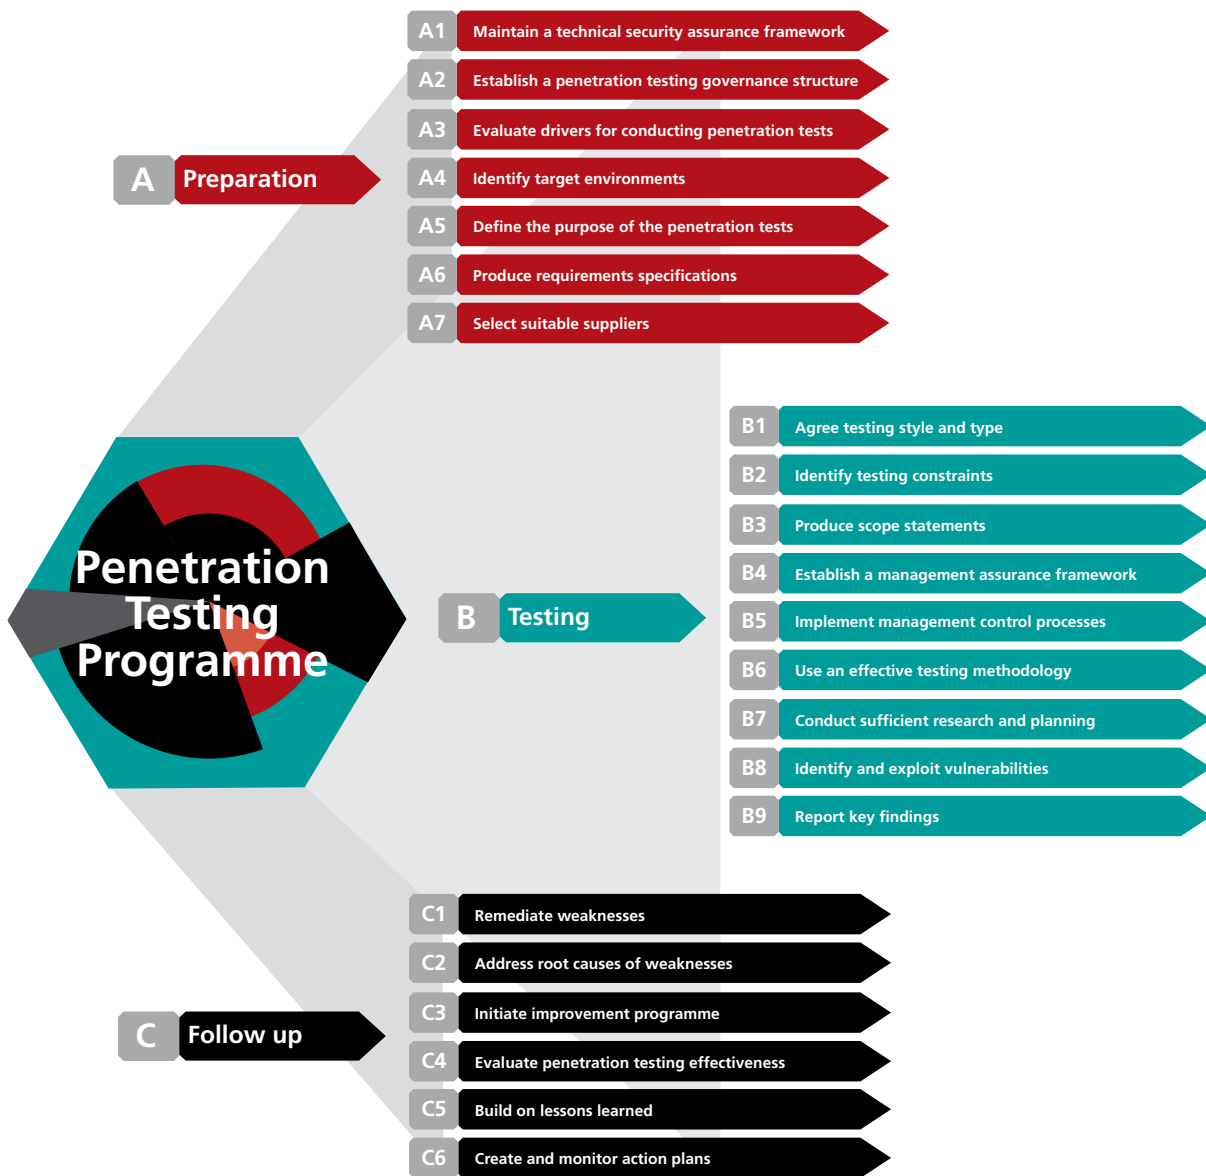 A1 Maintain a technical security assurance framework
A2 Establish a penetration testing governance structure
A3 Evaluate drivers for conducting penetration tests
A Preparation
A4 Identify target environments
A5 Define the purpose of the penetration tests
A6 Produce requirements specifications
A7 Select suitable suppliers
Penetration
Testing
Programme
B Testing
B1 Agree testing style and type
B2 Identify testing constraints
B3 Produce scope statements
B4 Establish a management assurance framework
B5 Implement management control processes
B6 Use an effective testing methodology
B7 Conduct sufficient research and planning
B8 Identify and exploit vulnerabilities
B9 Report key findings
C Follow up
C1 Remediate weaknesses
C2 Address root causes of weaknesses
C3 Initiate improvement programme
C4 Evaluate penetration testing effectiveness
C5 Build on lessons learned
C6 Create and monitor action plans